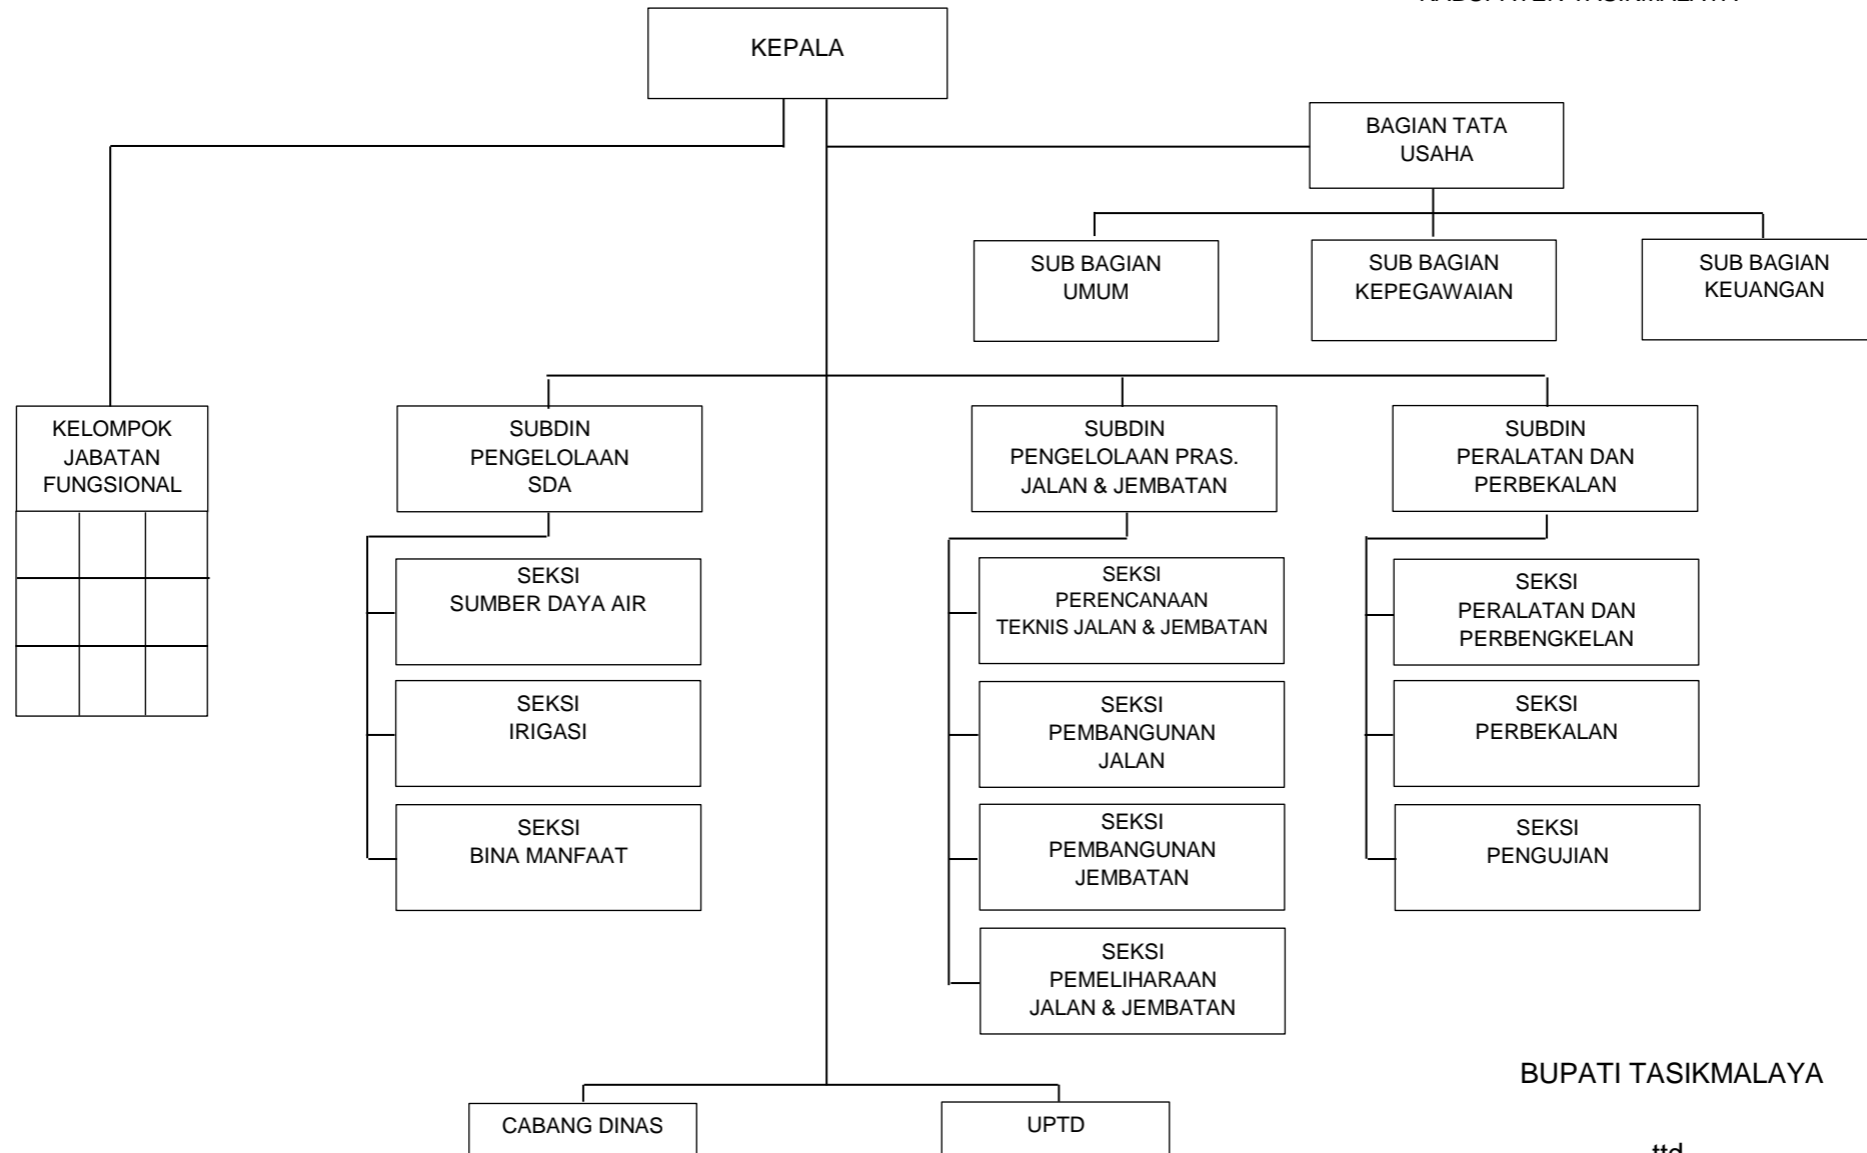 KABUPATEN TASIKMALAYA
KEPALA
BAGIAN TATA
USAHA
SUB BAGIAN
UMUM
SUB BAGIAN
KEPEGAWAIAN
SUB BAGIAN
KEUANGAN
KELOMPOK
JABATAN
FUNGSIONAL
SUBDIN
PENGELOLAAN
SDA
SUBDIN
PENGELOLAAN PRAS.
JALAN & JEMBATAN
SUBDIN
PERALATAN DAN
PERBEKALAN
SEKSI
SUMBER DAYA AIR
SEKSI
IRIGASI
SEKSI
BINA MANFAAT
SEKSI
PERENCANAAN
TEKNIS JALAN & JEMBATAN
SEKSI
PEMBANGUNAN
JALAN
SEKSI
PEMBANGUNAN
JEMBATAN
SEKSI
PEMELIHARAAN
JALAN & JEMBATAN
SEKSI
PERALATAN DAN
PERBENGKELAN
SEKSI
PERBEKALAN
SEKSI
PENGUJIAN
CABANG DINAS
UPTD
BUPATI TASIKMALAYA
ttd